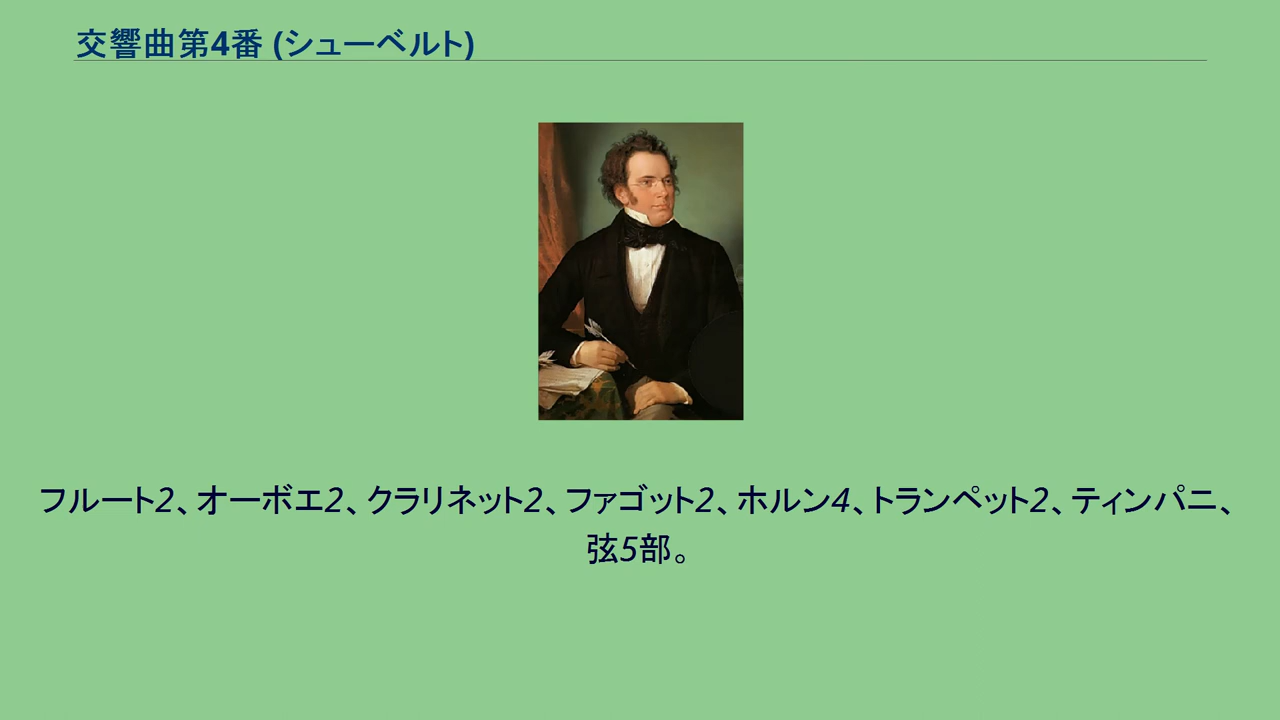 交響曲第4番 (シューベルト)
フルート2、オーボエ2、クラリネット2、ファゴット2、ホルン4、トランペット2、ティンパニ、
弦5部。